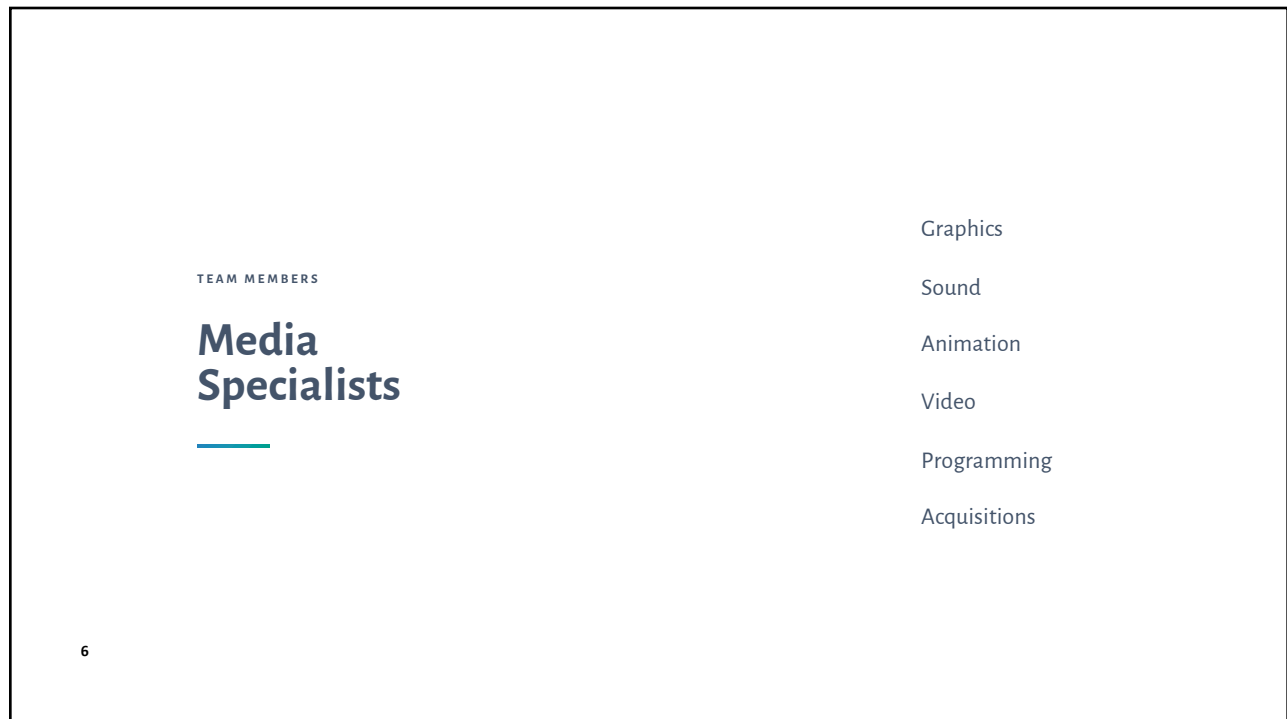 TEAM MEMBERS
Media
Specialists
Graphics
Sound
Animation
Video
Programming
Acquisitions
6